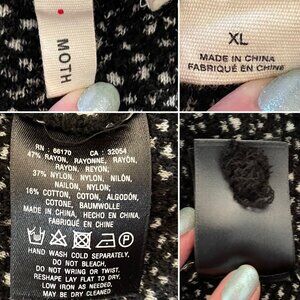 MOTH
XL
MADE IN CHINA
FABRIQUÉ EN CHINE
RN : 66170 CA : 32054
47% RAYON, RAYONNE, RAYÓN,
RAYON, REYON;
37% NYLON, NILON, NYLON,
NAILON, NYLON;
16% COTTON, COTON, ALGODÓN,
COTONE, BAUMWOLLE
MADE IN CHINA, HECHO EN CHINA,
FABRIQUÉ EN CHINE
HAND WASH COLD SEPARATELY,
DO NOT BLEACH,
DO NOT WRING OR TWIST,
RESHAPE LAY FLAT TO DRY,
LOW IRON AS NEEDED,
MAY BE DRY CLEANED